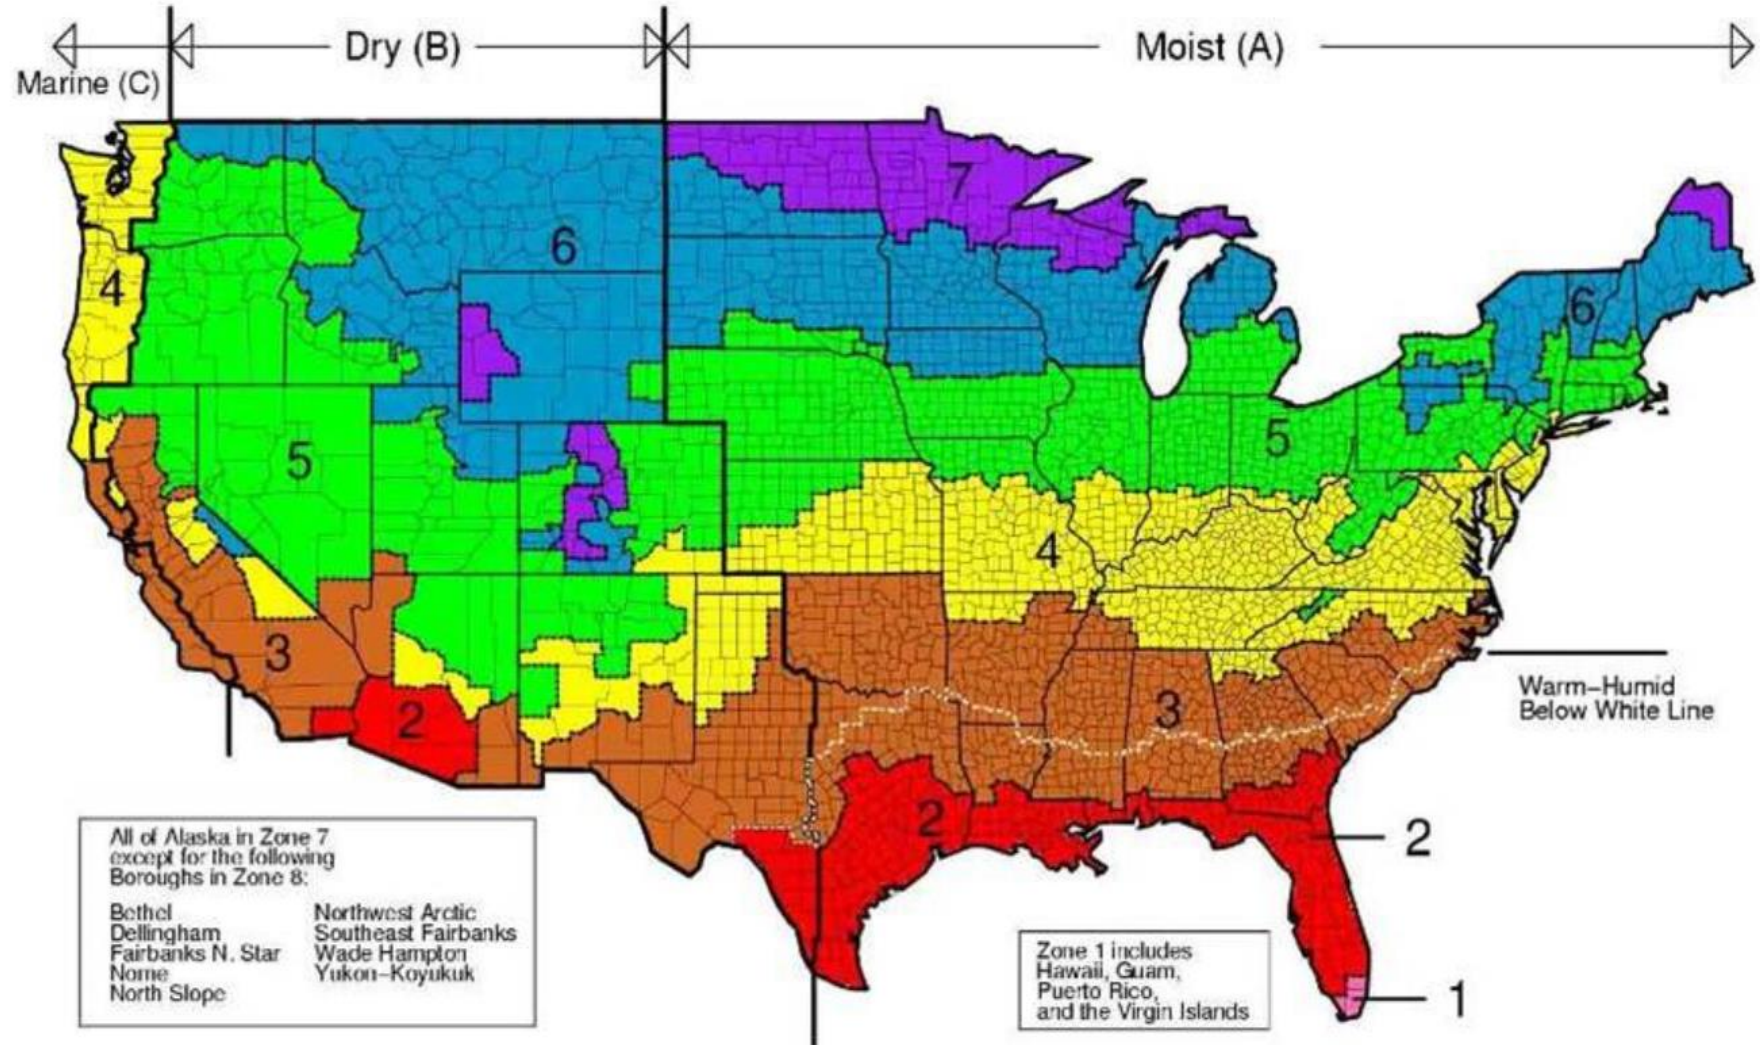 Marine (C)
Dry (B)
Moist (A)
7
6
4
6
5
5
4
3
3
2
2
Warm-Humid
Below White Line
2
1
All of Alaska in Zone 7
except for the following
Boroughs in Zone 8:
Bethel
Dellingham
Fairbanks N. Star
Nome
North Slope
Northwest Arctic
Southeast Fairbanks
Wade Hampton
Yukon-Koyukuk
Zone 1 includes
Hawaii, Guam,
Puerto Rico,
and the Virgin Islands